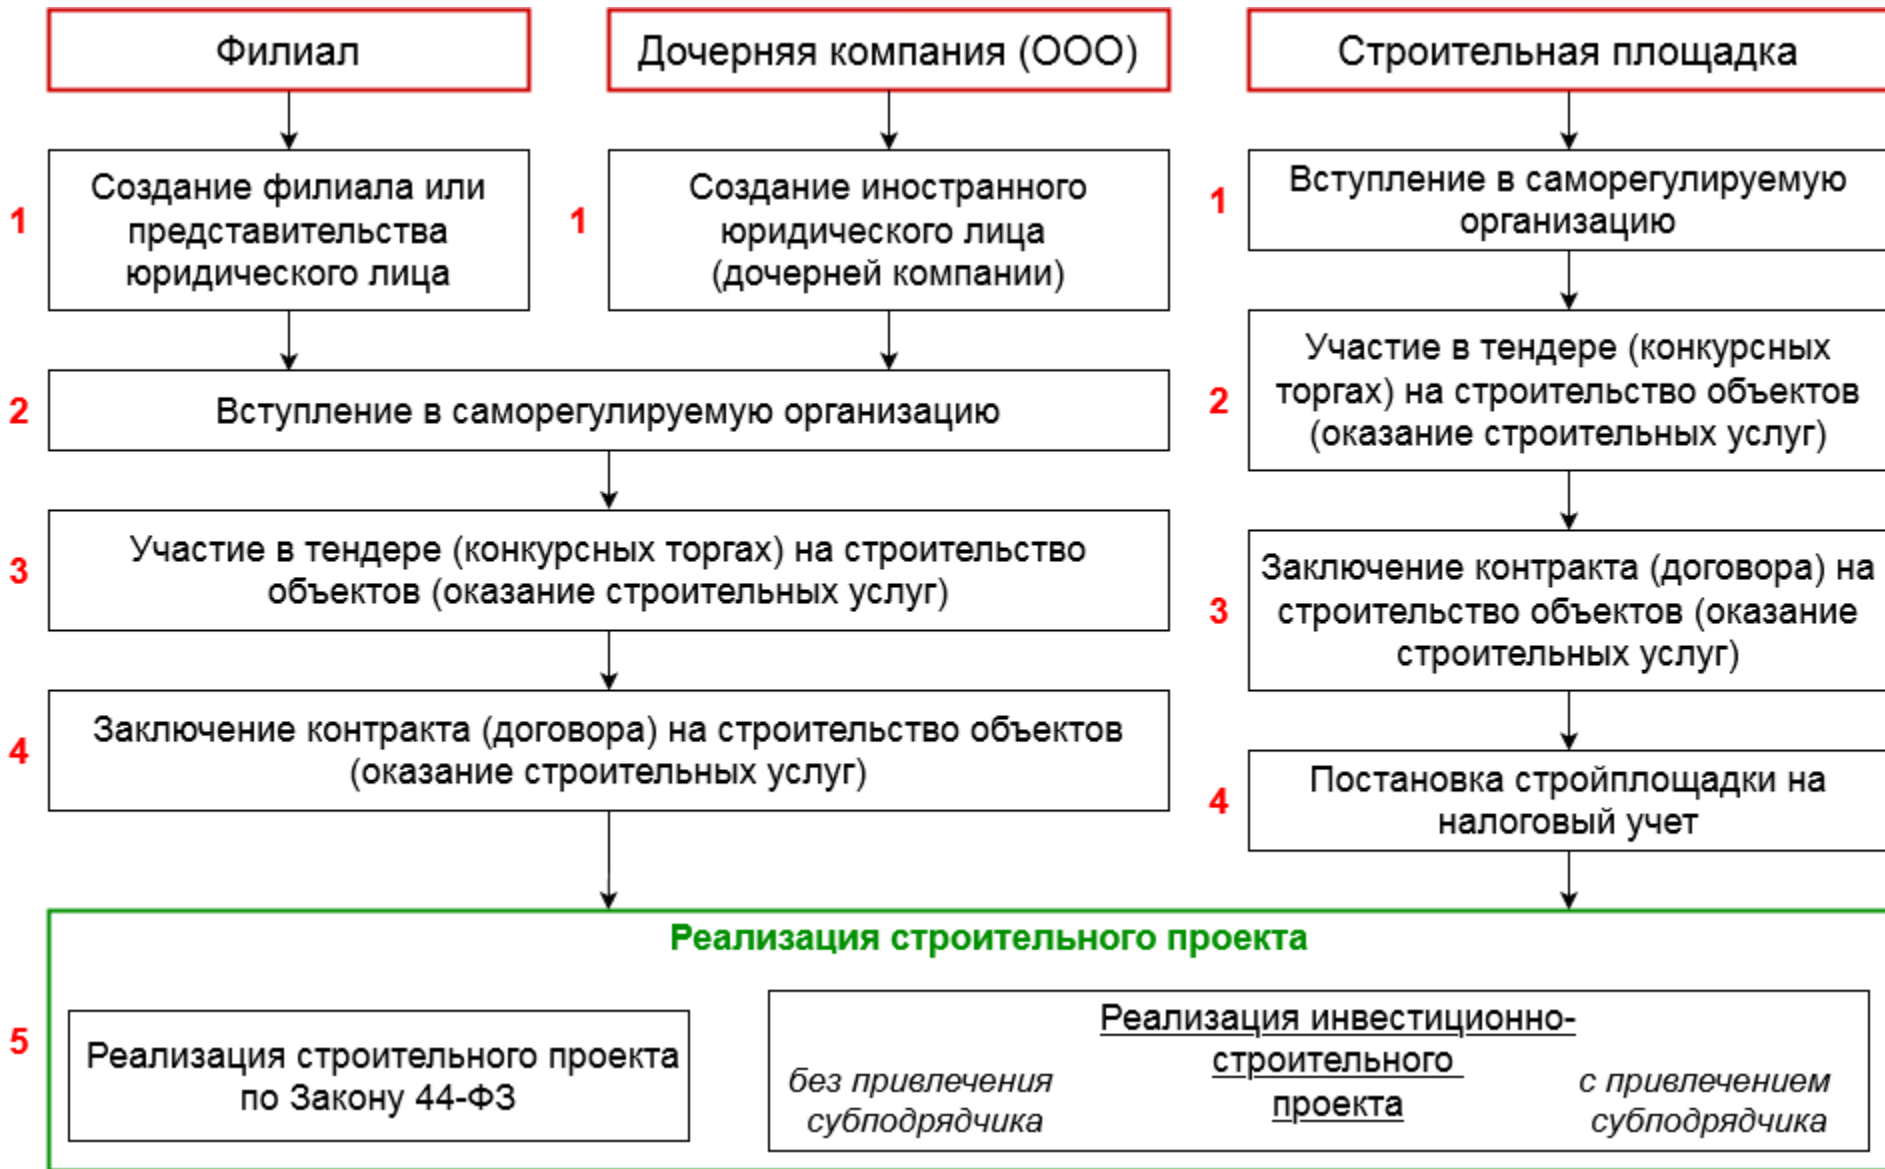 Филиал
Дочерняя компания (ООО)
Строительная площадка
1
Создание филиала или
представительства
юридического лица
1
Создание иностранного
юридического лица
(дочерней компании)
1
Вступление в саморегулируемую
организацию
2
Вступление в саморегулируемую организацию
2
Участие в тендере (конкурсных
торгах) на строительство объектов
(оказание строительных услуг)
3
Участие в тендере (конкурсных торгах) на строительство
объектов (оказание строительных услуг)
3
Заключение контракта (договора) на
строительство объектов (оказание
строительных услуг)
4
Заключение контракта (договора) на строительство объектов
(оказание строительных услуг)
4
Постановка стройплощадки на
налоговый учет
Реализация строительного проекта
5
Реализация строительного проекта
по Закону 44-ФЗ
Реализация инвестиционно-
строительного
проекта
без привлечения
субподрядчика
с привлечением
субподрядчика